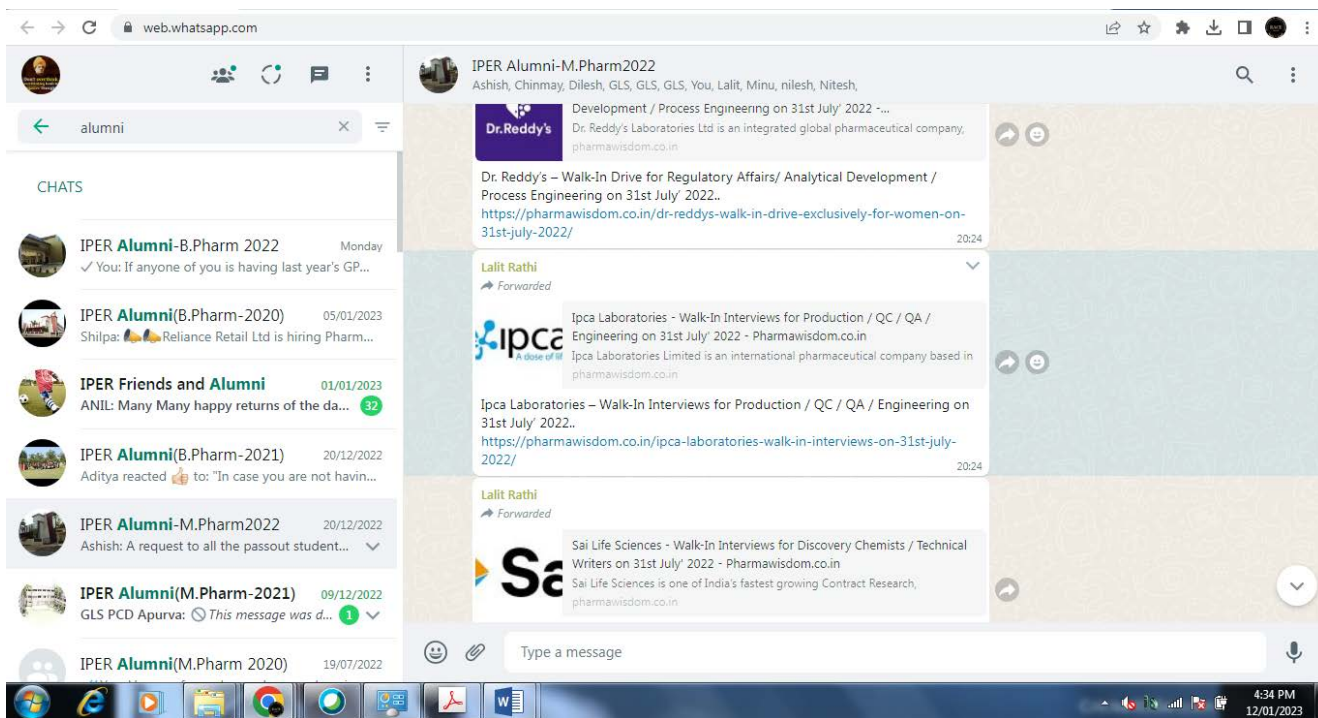 web.whatsapp.com
alumni
CHATS
IPER Alumni-B.Pharm 2022 Monday
✓ You: If anyone of you is having last year's GP...
IPER Alumni(B.Pharm-2020) 05/01/2023
Shilpa: 📣📣Reliance Retail Ltd is hiring Pharm...
IPER Friends and Alumni 01/01/2023
ANIL: Many Many happy returns of the da... 32
IPER Alumni(B.Pharm-2021) 20/12/2022
Aditya reacted 👍 to: "In case you are not havin...
IPER Alumni-M.Pharm2022 20/12/2022
Ashish: A request to all the passout student...
IPER Alumni(M.Pharm-2021) 09/12/2022
GLS PCD Apurva: 🚫 This message was d... 1
IPER Alumni(M.Pharm 2020) 19/07/2022
IPER Alumni-M.Pharm2022
Ashish, Chinmay, Dilesh, GLS, GLS, GLS, You, Lalit, Minu, nilesh, Nitesh,
Dr.Reddy's
Development / Process Engineering on 31st July' 2022 -...
Dr. Reddy's Laboratories Ltd is an integrated global pharmaceutical company,
pharmawisdom.co.in
Dr. Reddy's – Walk-In Drive for Regulatory Affairs/ Analytical Development /
Process Engineering on 31st July' 2022..
https://pharmawisdom.co.in/dr-reddys-walk-in-drive-exclusively-for-women-on-
31st-july-2022/
20:24
Lalit Rathi
Forwarded
ipca
A dose of lif
Ipca Laboratories - Walk-In Interviews for Production / QC / QA /
Engineering on 31st July' 2022 - Pharmawisdom.co.in
Ipca Laboratories Limited is an international pharmaceutical company based in
pharmawisdom.co.in
Ipca Laboratories – Walk-In Interviews for Production / QC / QA / Engineering on
31st July' 2022..
https://pharmawisdom.co.in/ipca-laboratories-walk-in-interviews-on-31st-july-
2022/
20:24
Lalit Rathi
Forwarded
Sa
Sai Life Sciences - Walk-In Interviews for Discovery Chemists / Technical
Writers on 31st July' 2022 - Pharmawisdom.co.in
Sai Life Sciences is one of India's fastest growing Contract Research,
pharmawisdom.co.in
Type a message
4:34 PM
12/01/2023